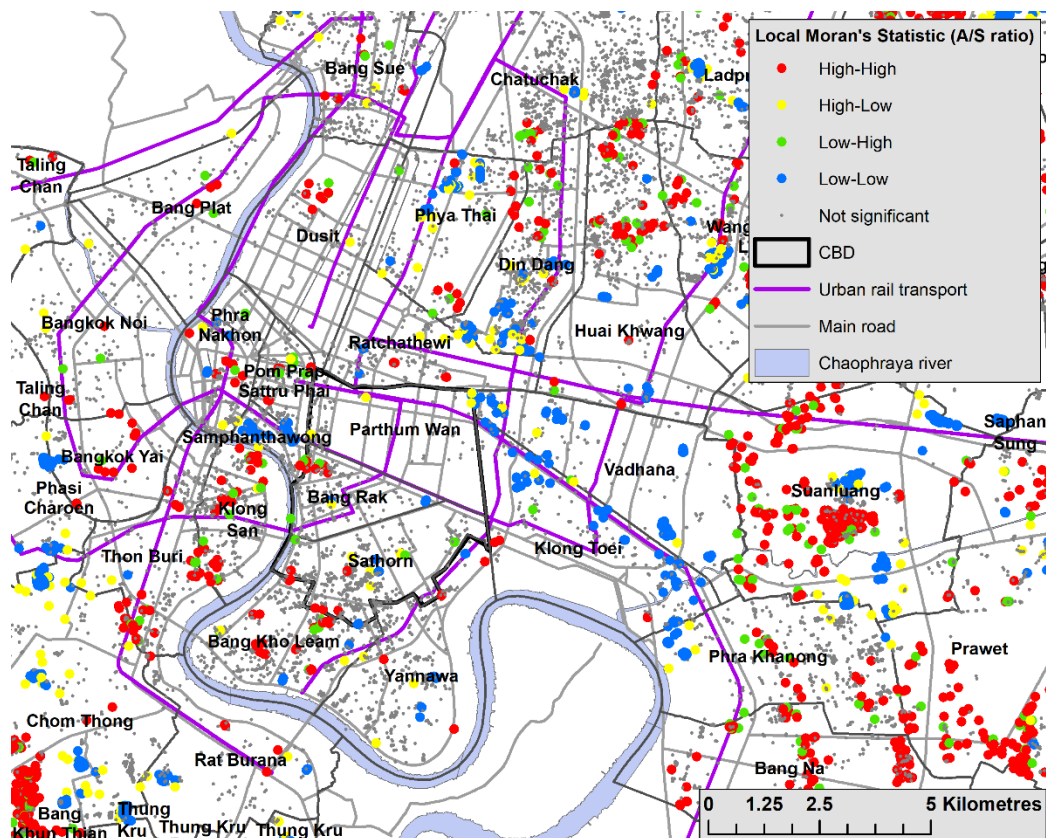 Local Moran's Statistic (A/S ratio)
High-High
High-Low
Low-High
Low-Low
Not significant
CBD
Urban rail transport
Main road
Chaophraya river
Bang Sue
Chatuchak
Ladpr
Taling
Chan
Bang Plat
Dusit
Phya Thai
Wang
L
Din Dang
Phra
Nakhon
Bangkok Noi
Ratchathewi
Huai Khwang
Pom Prap
Sattru Phai
Taling
Chan
Samphanthawong
Parthum Wan
Saphan
Sung
Bangkok Yai
Vadhana
Phasi
Charoen
Suanluang
Bang Rak
Klong
San
Thon Buri
Klong Toei
Sathorn
Bang Kho Leam
Phra Khanong
Prawet
Yannawa
Chom Thong
Rat Burana
Bang Na
Bang
Khun Thian
Thung
Kru
Thung Kru
Thung Kru
0 1.25 2.5 5 Kilometres